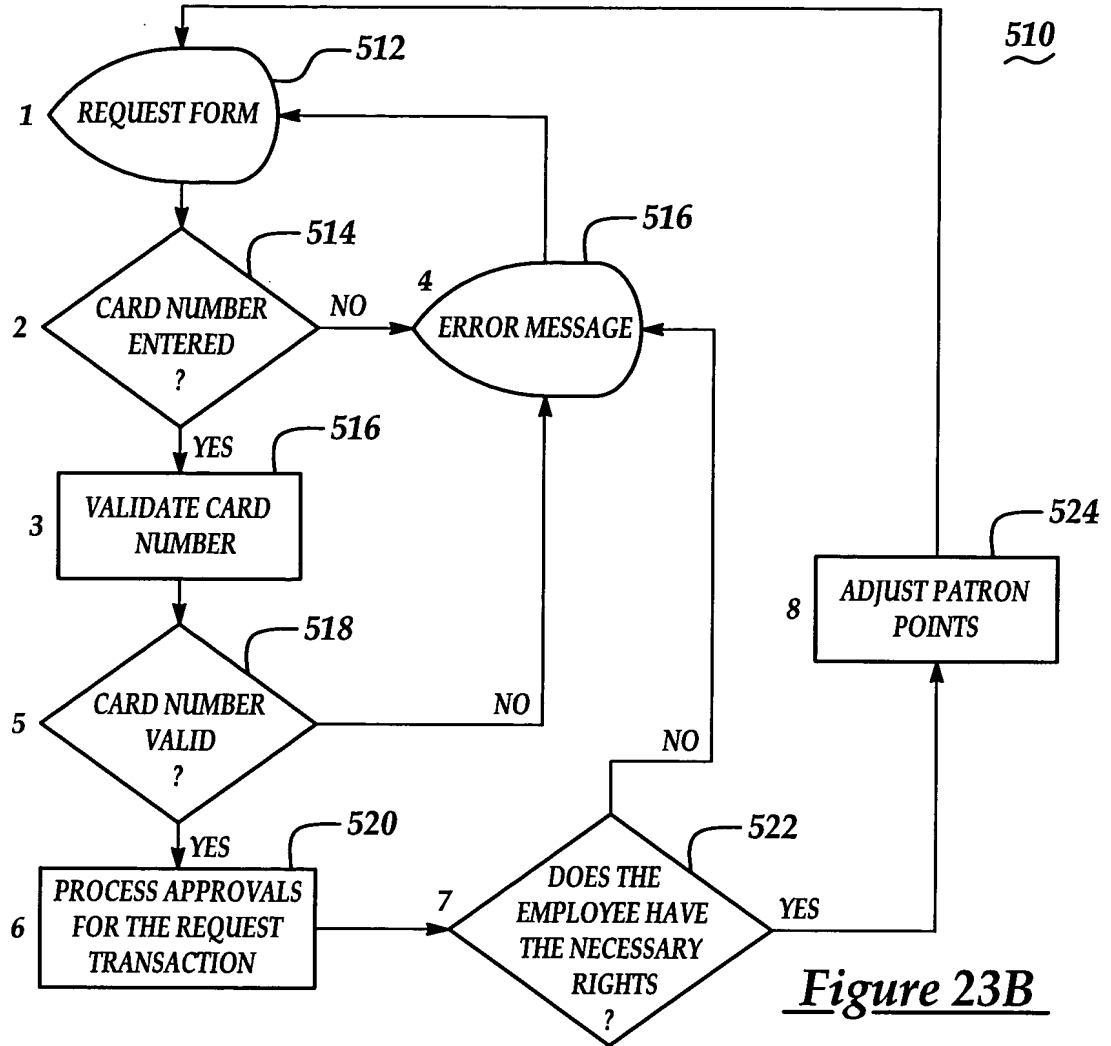 510
512
1
REQUEST FORM
514
2
CARD NUMBER
ENTERED
?
NO
516
4
ERROR MESSAGE
YES
516
3
VALIDATE CARD
NUMBER
518
5
CARD NUMBER
VALID
?
NO
YES
520
6
PROCESS APPROVALS
FOR THE REQUEST
TRANSACTION
522
7
DOES THE
EMPLOYEE HAVE
THE NECESSARY
RIGHTS
?
NO
YES
524
8
ADJUST PATRON
POINTS
Figure 23B